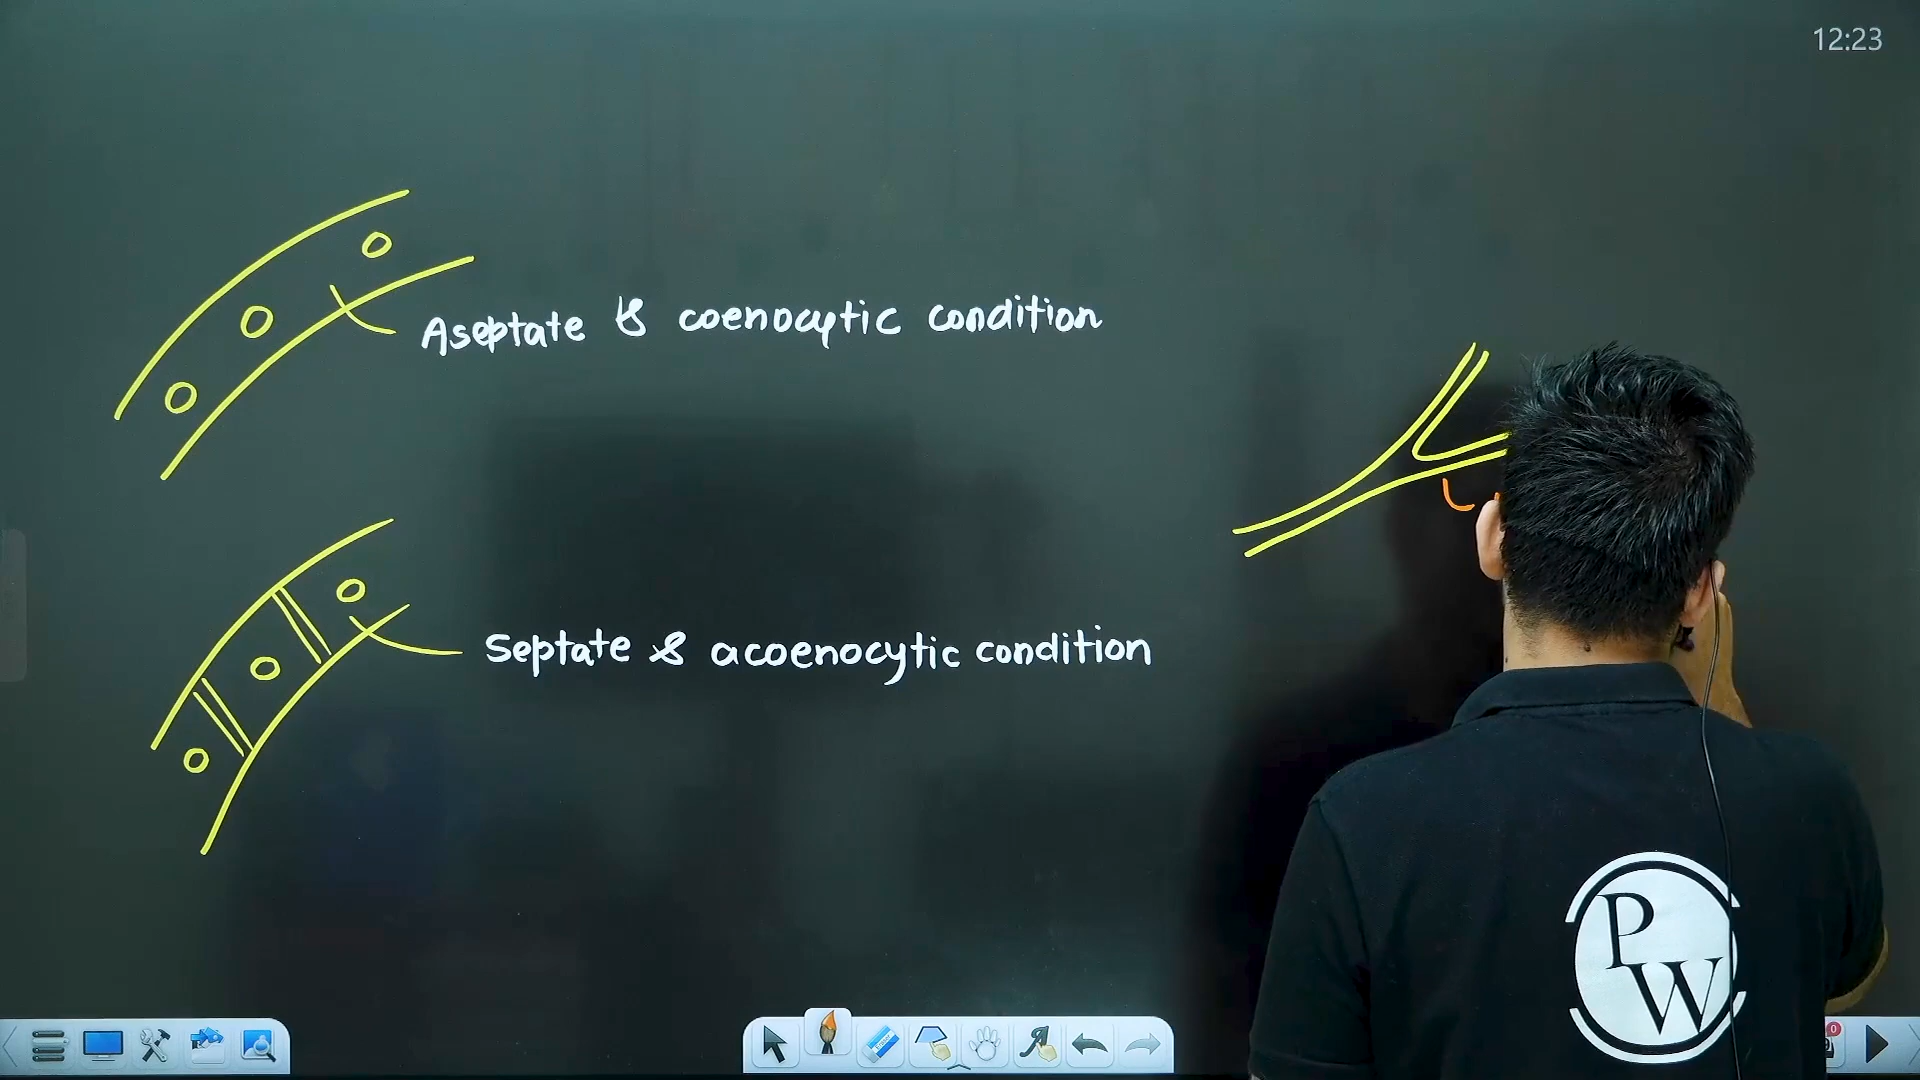 12:23
Aseptate & coenocytic condition
Septate & acoenocytic condition
PW